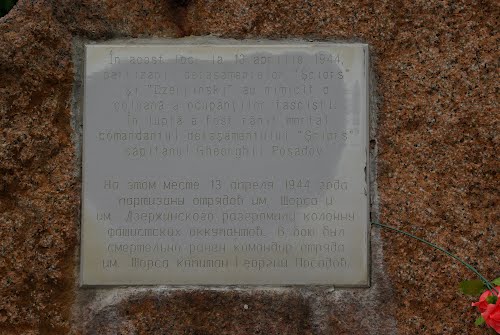 În acest loc, la 13 aprilie 1944,
partizanii detașamentelor "Șciors"
și "Dzerjinski" au nimicit o
coloană a ocupanților fasciști.
În luptă a fost rănit mortal
comandantul detașamentului "Șciors"
căpitanul Gheorghii Posadov.
На этом месте 13 апреля 1944 года
партизаны отрядов им. Щорса и
им. Дзержинского разгромили колонну
фашистских оккупантов. В бою был
смертельно ранен командир отряда
им. Щорса капитан Георгий Посадов.